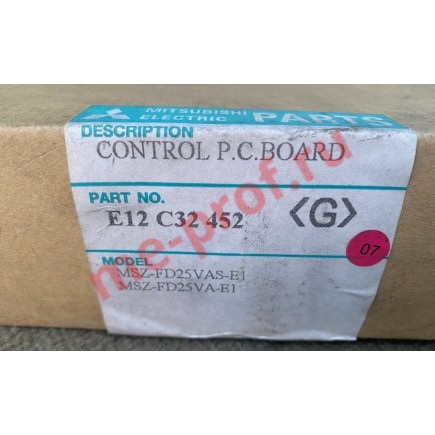 MITSUBISHI
ELECTRIC
PARTS
DESCRIPTION
CONTROL P.C.BOARD
PART NO.
E12 C32 452
<G>
07
MODEL
MSZ-FD25VAS-E1
MSZ-FD25VA-E1
me-prof.ru